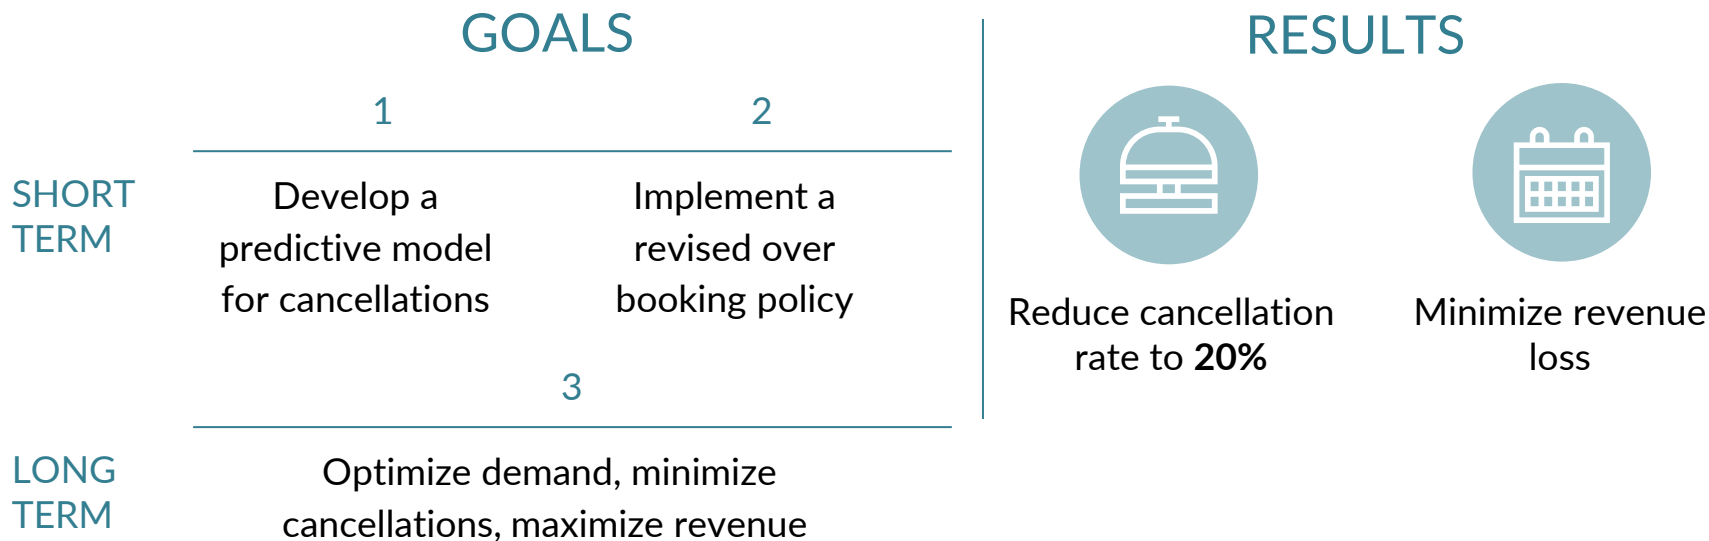 GOALS
1
2
SHORT
TERM
Develop a
predictive model
for cancellations
Implement a
revised over
booking policy
3
LONG
TERM
Optimize demand, minimize
cancellations, maximize revenue
RESULTS
Reduce cancellation
rate to 20%
Minimize revenue
loss